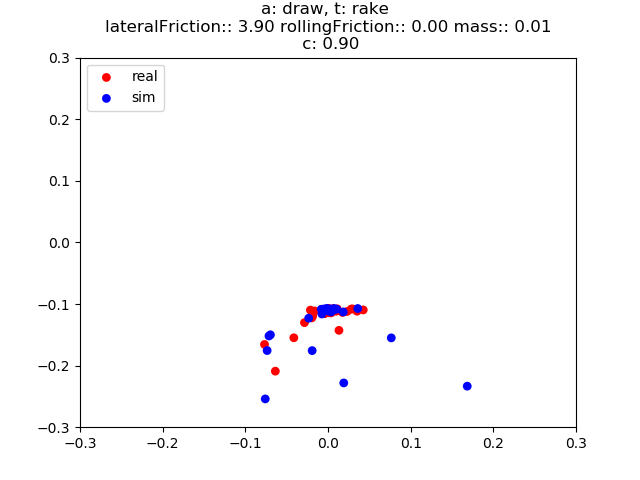 a: draw, t: rake
lateralFriction:: 3.90 rollingFriction:: 0.00 mass:: 0.01
c: 0.90
real
sim
0.3
0.2
0.1
0.0
−0.1
−0.2
−0.3
−0.3 −0.2 −0.1 0.0 0.1 0.2 0.3